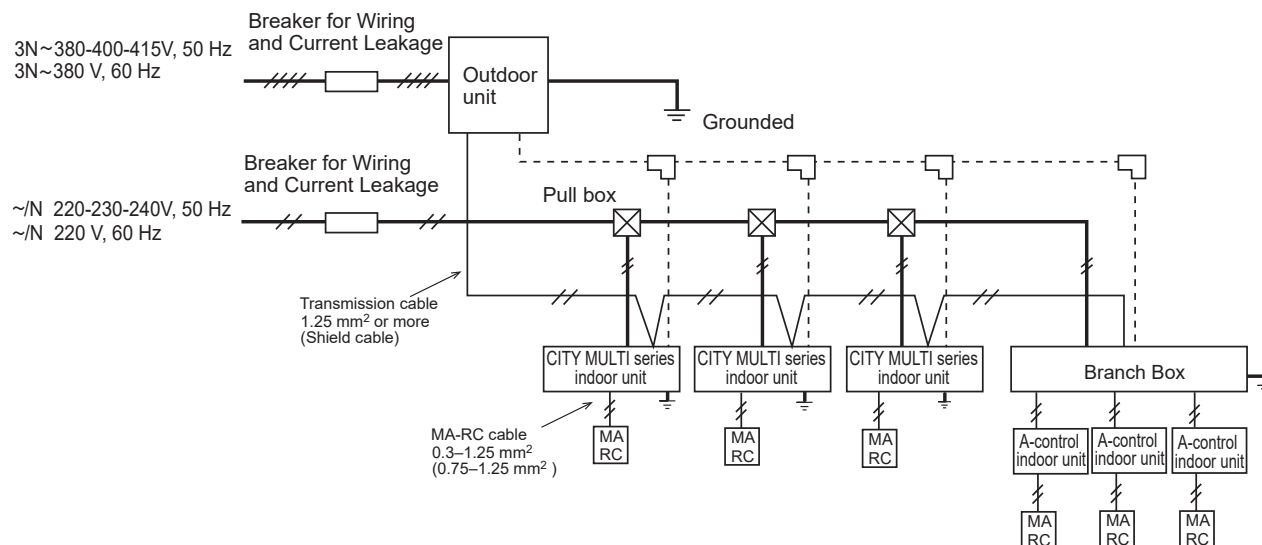 Breaker for Wiring
and Current Leakage
3N~380-400-415V, 50 Hz
3N~380 V, 60 Hz
Outdoor
unit
Grounded
Breaker for Wiring
and Current Leakage
~/N 220-230-240V, 50 Hz
~/N 220 V, 60 Hz
Pull box
Transmission cable
1.25 mm² or more
(Shield cable)
CITY MULTI series
indoor unit
CITY MULTI series
indoor unit
CITY MULTI series
indoor unit
Branch Box
MA-RC cable
0.3–1.25 mm²
(0.75–1.25 mm² )
MA
RC
MA
RC
MA
RC
A-control
indoor unit
A-control
indoor unit
A-control
indoor unit
MA
RC
MA
RC
MA
RC